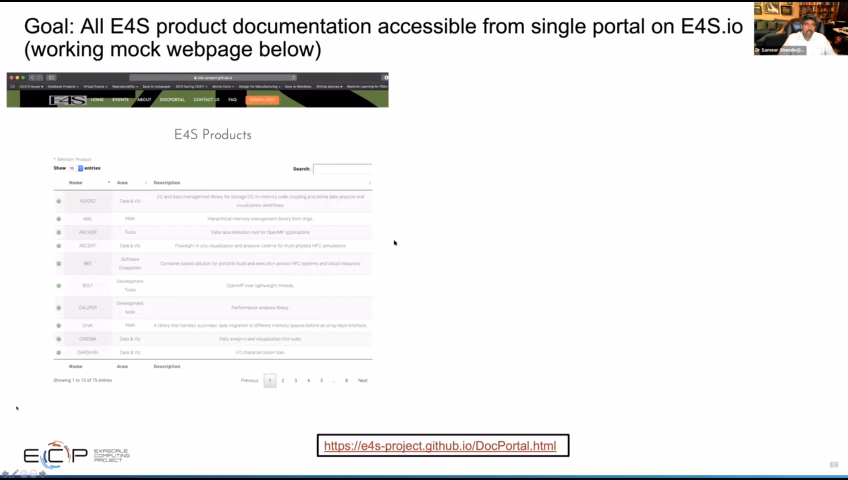 Goal: All E4S product documentation accessible from single portal on E4S.io
(working mock webpage below)
Dr Sameer Shende
E4S HOME EVENTS ABOUT DOCPORTAL CONTACT US FAQ DOWNLOAD
E4S Products
* Member Product
Show 10 entries Search:
Name Area Description
ADIOS2 Data & Viz I/O and data management library for storage I/O, in-memory code coupling and online data analysis and
visualization workflows
AML PMR Hierarchical memory management library from Argo
ARCHER Tools Data race detection tool for OpenMP applications
ASCENT Data & Viz Flyweight in situ visualization and analysis runtime for multi-physics HPC simulations
BEE Software Ecosystem Container-based solution for portable build and execution across HPC systems and cloud resources
BOLT Development Tools OpenMP over lightweight threads
CALIPER Development tools Performance analysis library
CHAI PMR A library that handles automatic data migration to different memory spaces behind an array-style interface
CINEMA Data & Viz Data analysis and visualization tool suite
DARSHAN Data & Viz I/O characterization tool
Name Area Description
Showing 1 to 10 of 75 entries Previous 1 2 3 4 5 … 8 Next
https://e4s-project.github.io/DocPortal.html
ECP EXASCALE
COMPUTING
PROJECT
69